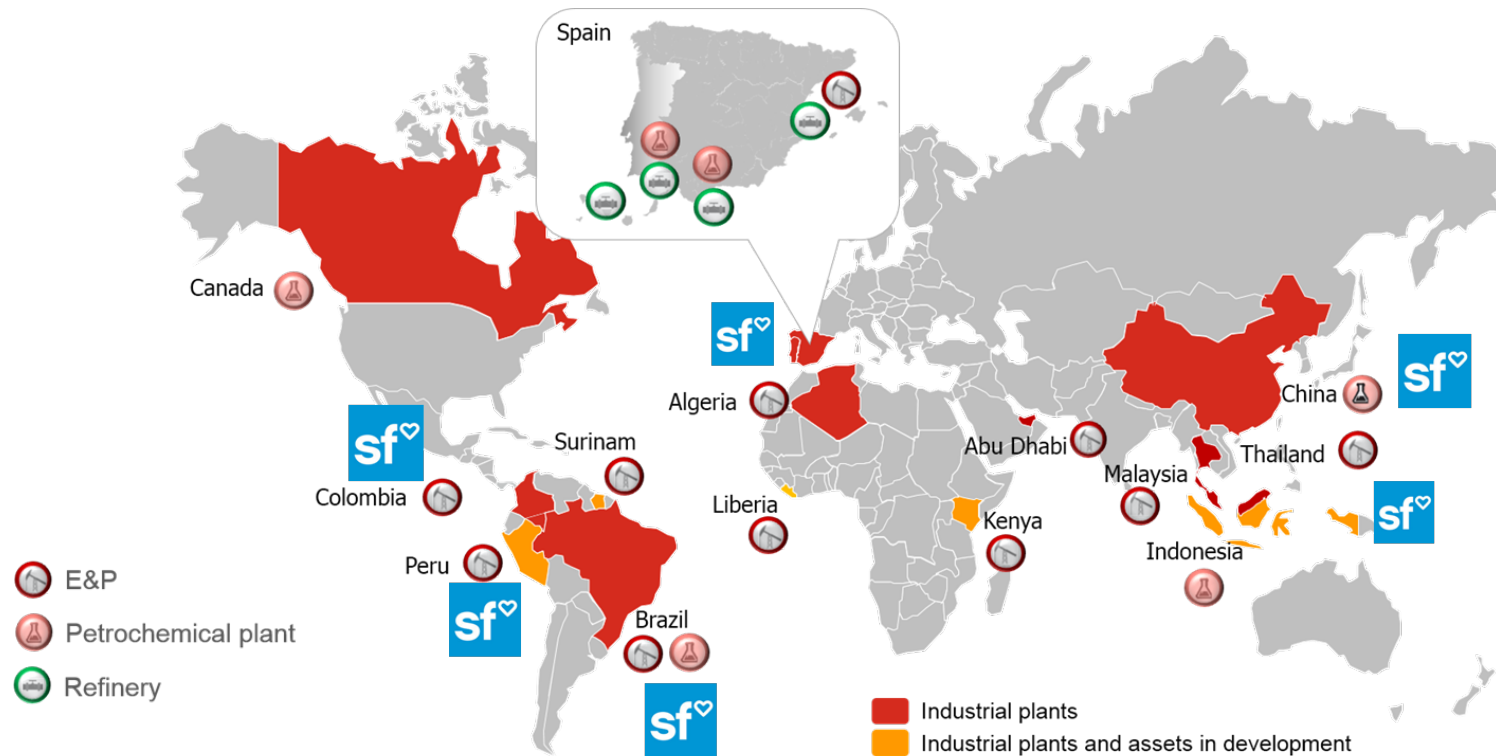 Spain
Canada
sf
sf
Algeria
China
sf
Surinam
Abu Dhabi
Thailand
Colombia
Malaysia
Liberia
Kenya
sf
Indonesia
Peru
E&P
sf
Petrochemical plant
Brazil
Refinery
sf
Industrial plants
Industrial plants and assets in development